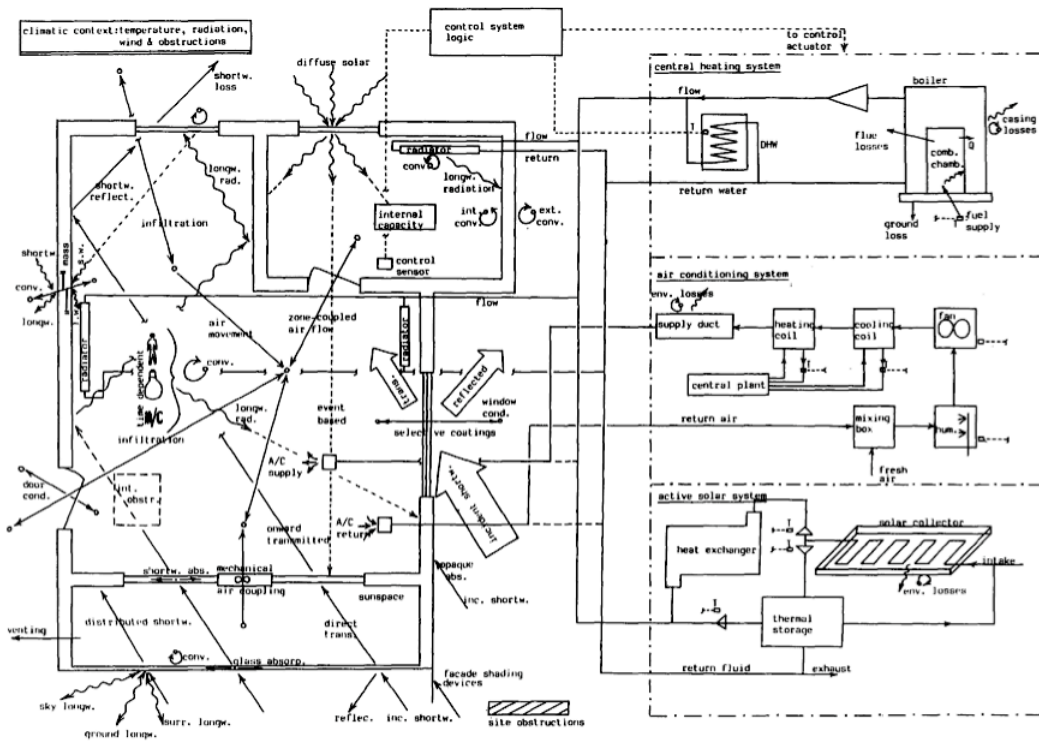 climatic context:temperature, radiation,
wind & obstructions
control system
logic
to control
actuator
shortw.
loss
diffuse solar
central heating system
boiler
flow
flow
return
radiator
conv.
longw.
radiation
longw.
rad.
shortw.
reflect.
infiltration
internal
capacity
int.
conv.
ext.
conv.
control
sensor
T
DHW
return water
flue
losses
comb.
chamb.
Q
casing
losses
fuel
supply
T
ground
loss
shortw.
mass
s.w.
conv.
longw.
l.w.
radiator
air
movement
zone-coupled
air flow
flow
radiator
time dependent
M/C
conv.
trans.
reflected
window
cond.
longw.
rad.
event
based
selective coatings
infiltration
A/C
supply
A/C
return
incident
shortw.
door
cond.
int.
obstr.
onward
transmitted
oppaque
abs.
inc. shortw.
shortw. abs.
mechanical
air coupling
sunspace
distributed shortw.
direct
trans.
venting
conv.
glass absorp.
facade shading
devices
sky longw.
surr. longw.
ground longw.
reflec.
inc. shortw.
site obstructions
air conditioning system
env. losses
supply duct
heating
coil
cooling
coil
fan
central plant
return air
mixing
box
hum.
fresh
air
active solar system
heat exchanger
T
T
solar collector
intake
env. losses
T
thermal
storage
return fluid
exhaust